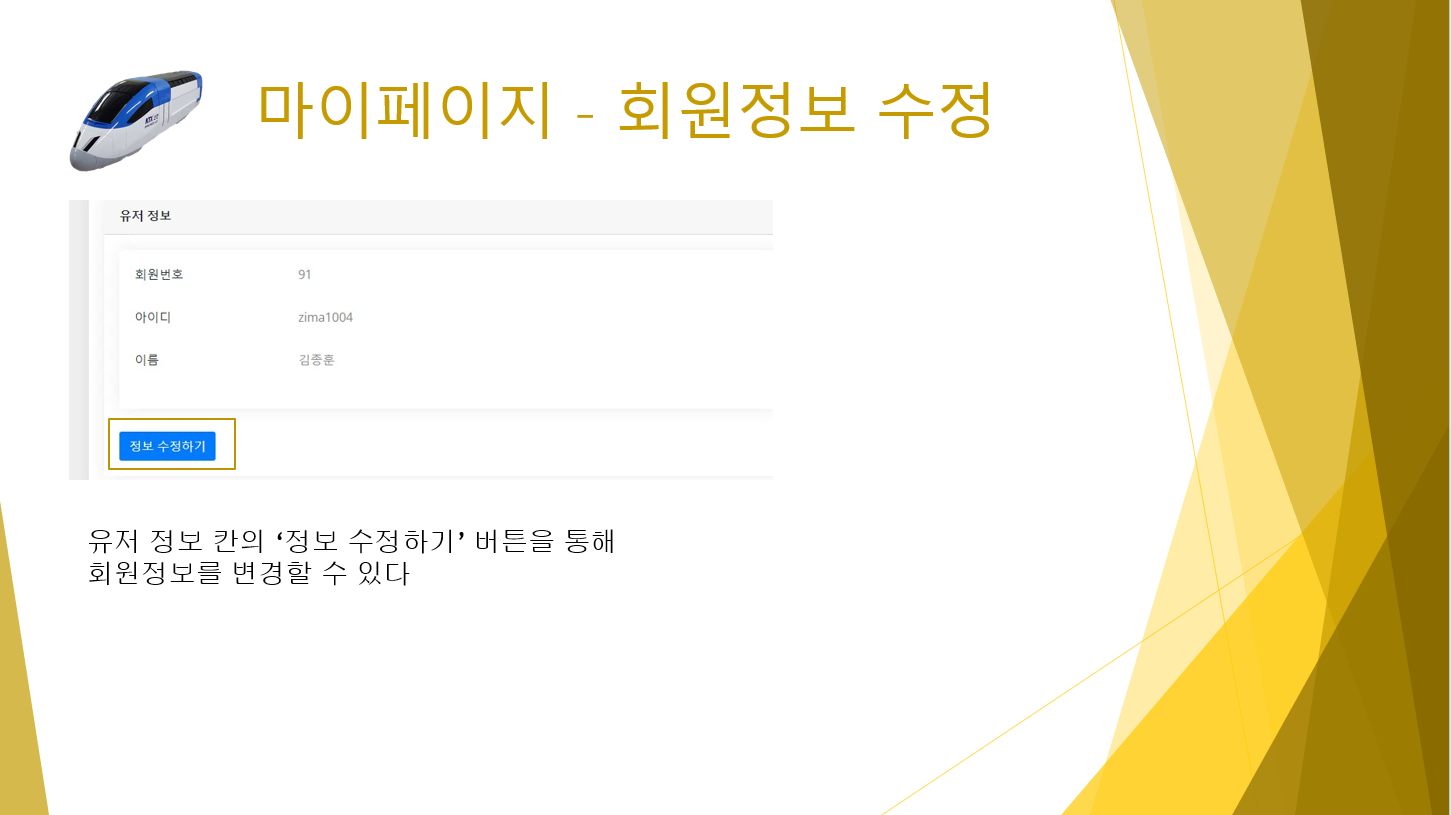 마이페이지 - 회원정보 수정
유저 정보
회원번호 91
아이디 zima1004
이름 김종훈
정보 수정하기
유저 정보 칸의 ‘정보 수정하기’ 버튼을 통해
회원정보를 변경할 수 있다